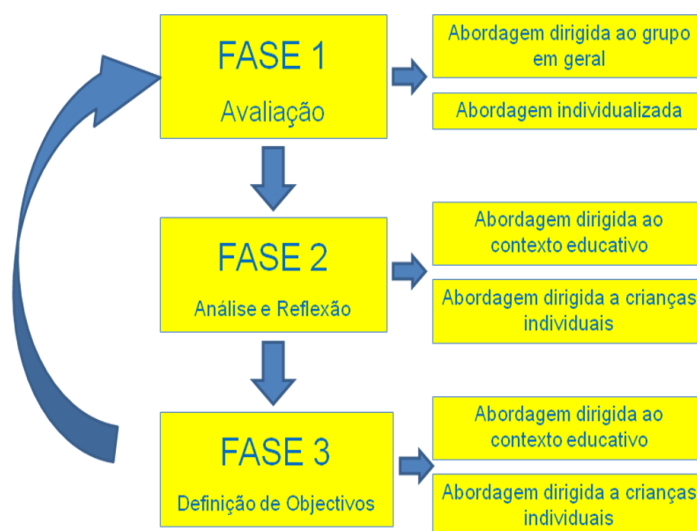 FASE 1
Avaliação
Abordagem dirigida ao grupo
em geral
Abordagem individualizada
FASE 2
Análise e Reflexão
Abordagem dirigida ao
contexto educativo
Abordagem dirigida a crianças
individuais
FASE 3
Definição de Objectivos
Abordagem dirigida ao
contexto educativo
Abordagem dirigida a crianças
individuais